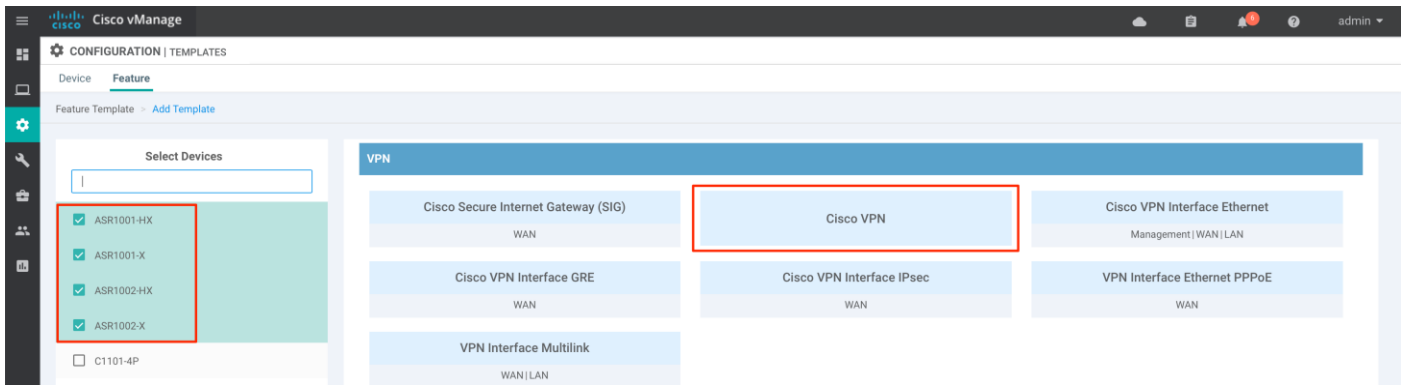 cisco Cisco vManage 6 admin
CONFIGURATION | TEMPLATES
Device Feature
Feature Template > Add Template
Select Devices
ASR1001-HX
ASR1001-X
ASR1002-HX
ASR1002-X
C1101-4P
VPN
Cisco Secure Internet Gateway (SIG)
WAN
Cisco VPN
Cisco VPN Interface Ethernet
Management | WAN | LAN
Cisco VPN Interface GRE
WAN
Cisco VPN Interface IPsec
WAN
VPN Interface Ethernet PPPoE
WAN
VPN Interface Multilink
WAN | LAN